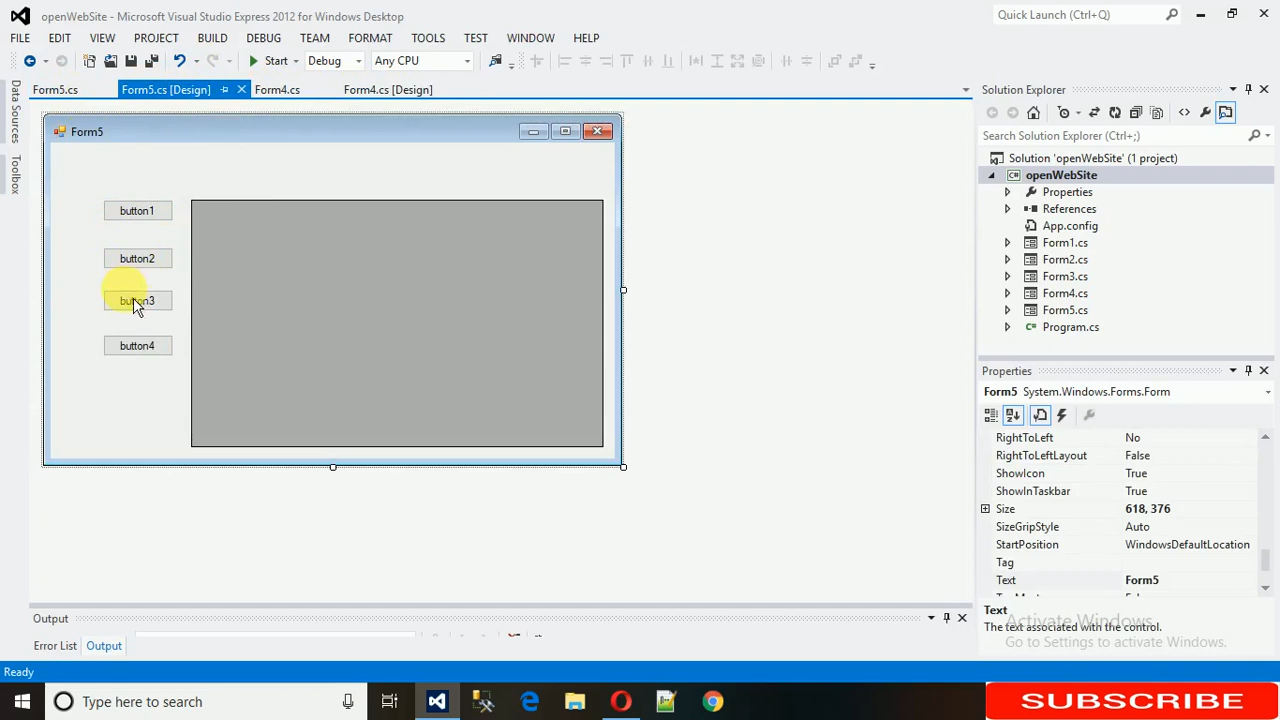 openWebSite - Microsoft Visual Studio Express 2012 for Windows Desktop
Quick Launch (Ctrl+Q)
FILE EDIT VIEW PROJECT BUILD DEBUG TEAM FORMAT TOOLS TEST WINDOW HELP
Start Debug Any CPU
Data Sources
Toolbox
Form5.cs Form5.cs [Design] Form4.cs Form4.cs [Design]
Form5
button1
button2
button3
button4
Solution Explorer
Search Solution Explorer (Ctrl+;)
Solution 'openWebSite' (1 project)
openWebSite
Properties
References
App.config
Form1.cs
Form2.cs
Form3.cs
Form4.cs
Form5.cs
Program.cs
Properties
Form5 System.Windows.Forms.Form
RightToLeft No
RightToLeftLayout False
ShowIcon True
ShowInTaskbar True
Size 618, 376
SizeGripStyle Auto
StartPosition WindowsDefaultLocation
Tag
Text Form5
Text
The text associated with the control.
Activate Windows
Go to Settings to activate Windows.
Output
Error List Output
Ready
Type here to search
SUBSCRIBE